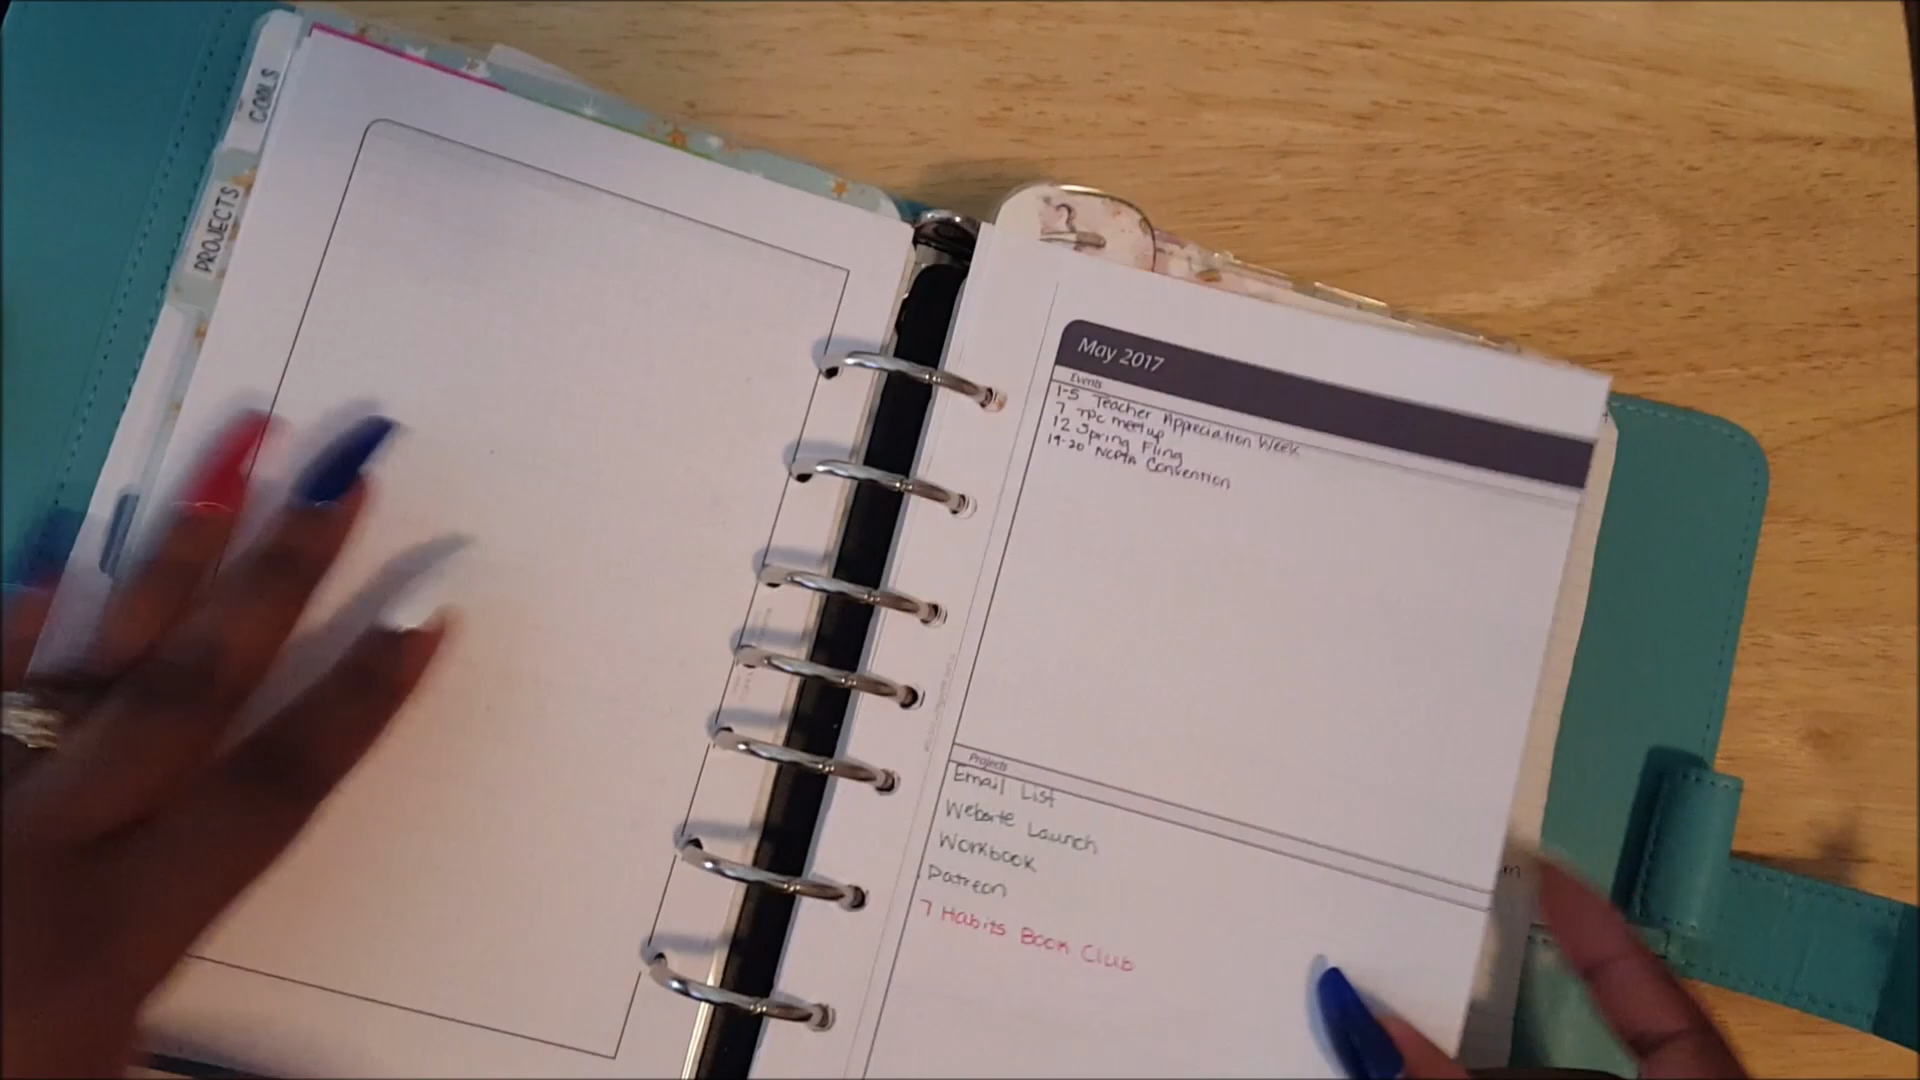 GOALS
PROJECTS
May 2017
Events
1-5 Teacher Appreciation Week
7 TPC meetup
12 Spring Fling
19-20 NCPTA Convention
Projects
Email List
Website Launch
Workbook
Patreon
7 Habits Book Club